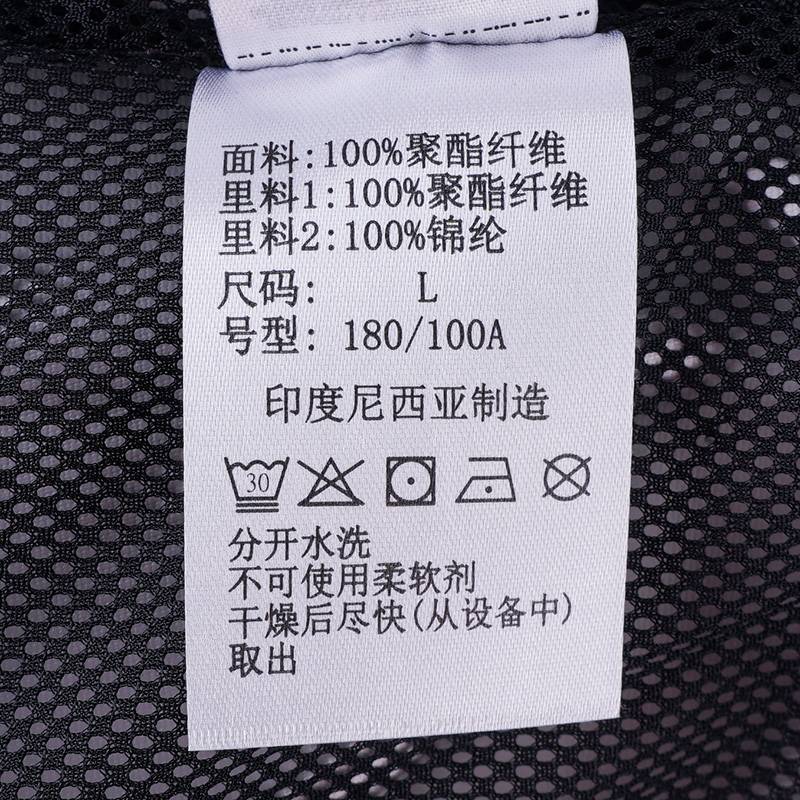 面料:100%聚酯纤维
里料1:100%聚酯纤维
里料2:100%锦纶
尺码: L
号型: 180/100A
印度尼西亚制造
30
分开水洗
不可使用柔软剂
干燥后尽快(从设备中)
取出